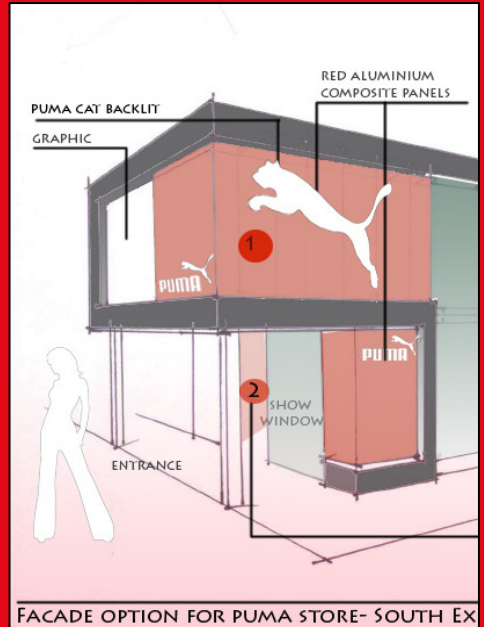 RED ALUMINIUM
COMPOSITE PANELS
PUMA CAT BACKLIT
GRAPHIC
1
PUMA
PUMA
2
SHOW
WINDOW
ENTRANCE
FACADE OPTION FOR PUMA STORE- SOUTH EX